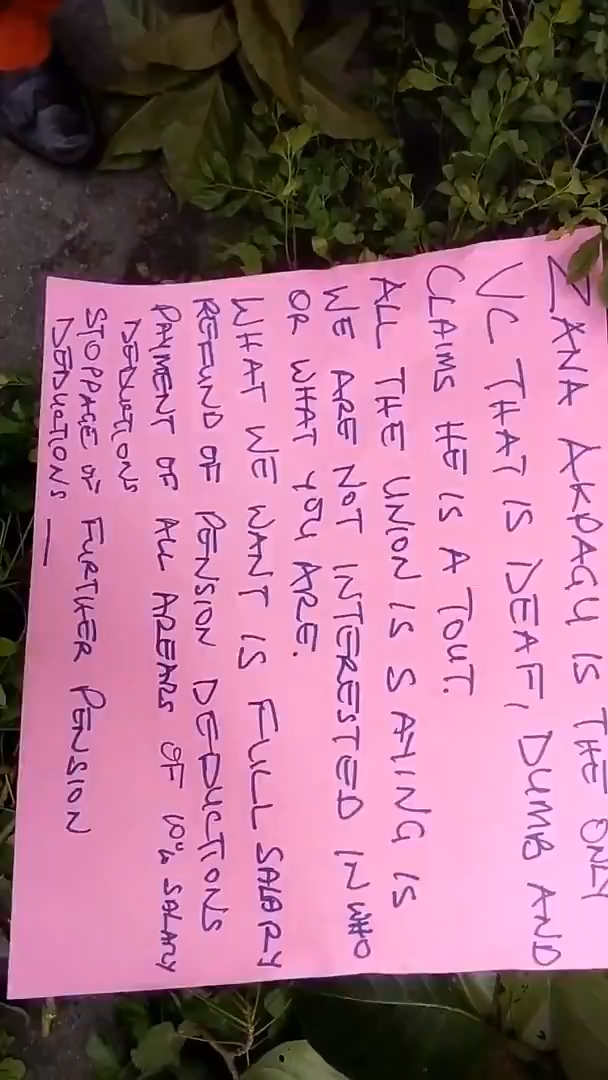 ZANA AKPAGU IS THE ONLY
VC THAT IS DEAF, DUMB AND
CLAIMS HE IS A TOUT.
ALL THE UNION IS SAYING IS
WE ARE NOT INTERESTED IN WHO
OR WHAT YOU ARE.
WHAT WE WANT IS FULL SALARY
REFUND OF PENSION DEDUCTIONS
PAYMENT OF ALL AREARS OF 10% SALARY
DEDUCTIONS
STOPPAGE OF FURTHER PENSION
DEDUCTIONS —